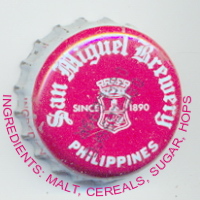 San Miguel Brewery
SINCE 1890
PHILIPPINES
INGREDIENTS: MALT, CEREALS, SUGAR, HOPS